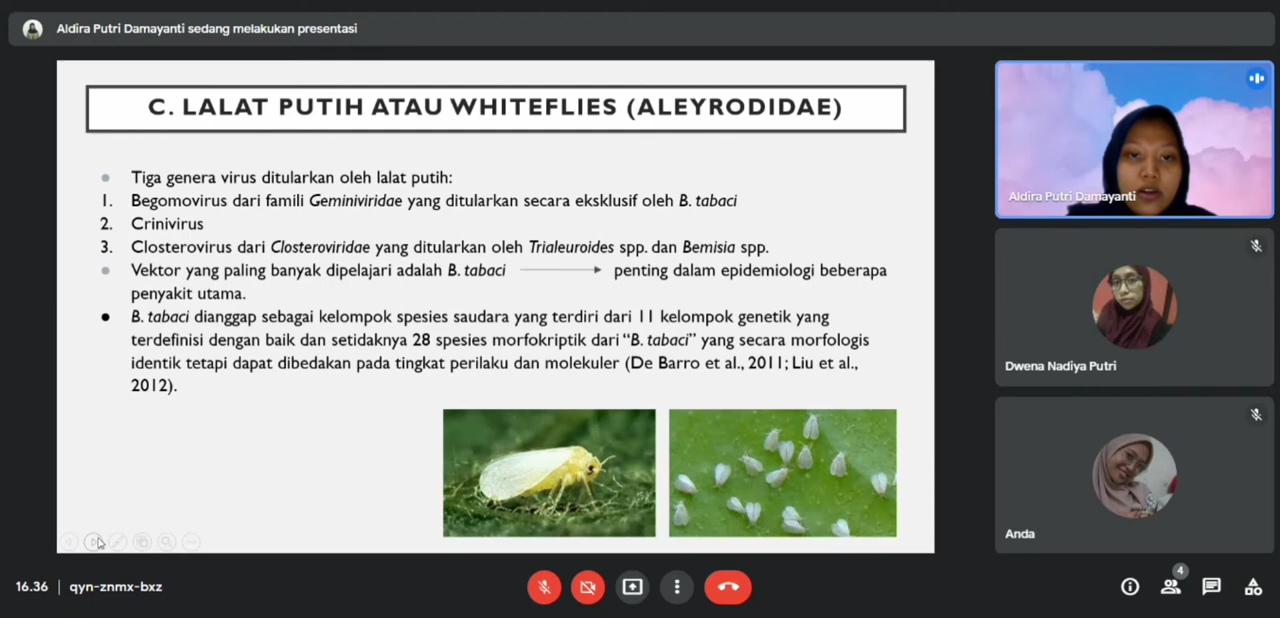 Aldira Putri Damayanti sedang melakukan presentasi
C. LALAT PUTIH ATAU WHITEFLIES (ALEYRODIDAE)
• Tiga genera virus ditularkan oleh lalat putih:
1. Begomovirus dari famili Geminiviridae yang ditularkan secara eksklusif oleh B. tabaci
2. Crinivirus
3. Closterovirus dari Closteroviridae yang ditularkan oleh Trialeuroides spp. dan Bemisia spp.
• Vektor yang paling banyak dipelajari adalah B. tabaci → penting dalam epidemiologi beberapa
penyakit utama.
• B. tabaci dianggap sebagai kelompok spesies saudara yang terdiri dari 11 kelompok genetik yang
terdefinisi dengan baik dan setidaknya 28 spesies morfokriptik dari “B. tabaci” yang secara morfologis
identik tetapi dapat dibedakan pada tingkat perilaku dan molekuler (De Barro et al., 2011; Liu et al.,
2012).
Aldira Putri Damayanti
Dwena Nadiya Putri
Anda
16.36 | qyn-znmx-bxz
4